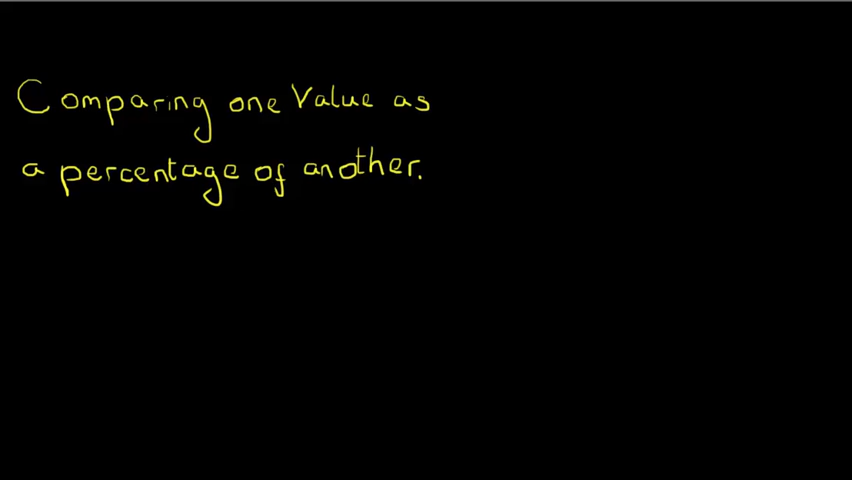 Comparing one Value as
a percentage of another.